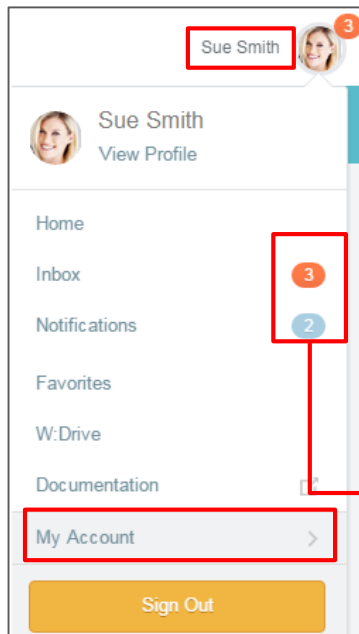 Sue Smith 3
Sue Smith
View Profile
Home
Inbox 3
Notifications 2
Favorites
W:Drive
Documentation
My Account
Sign Out